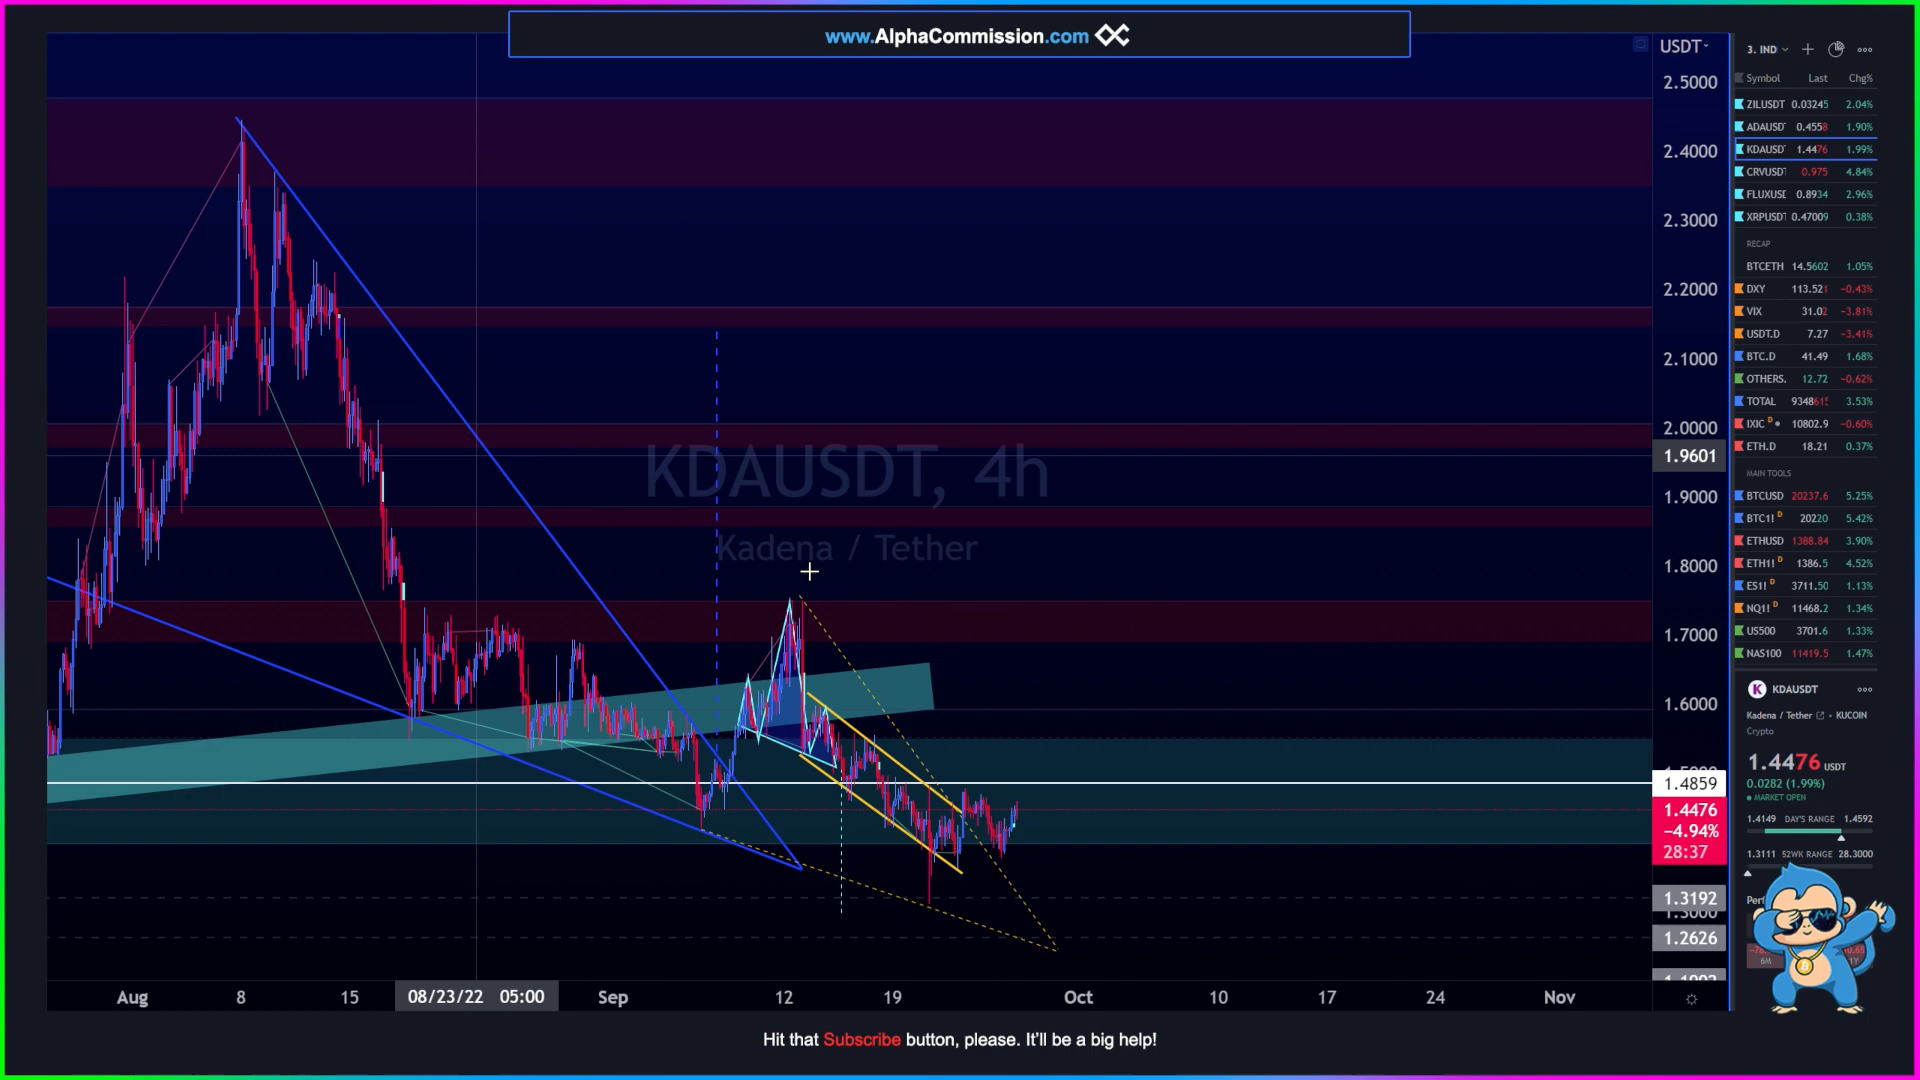 www.AlphaCommission.com
USDT
2.5000
2.4000
2.3000
2.2000
2.1000
2.0000
1.9601
1.9000
1.8000
1.7000
1.6000
1.4859
1.4476
−4.94%
28:37
1.3192
1.3000
1.2626
KDAUSDT, 4h
Kadena / Tether
Aug 8 15 08/23/22 05:00 Sep 12 19 Oct 10 17 24 Nov
3. IND
Symbol Last Chg%
ZILUSDT 0.03245 2.04%
ADAUSD 0.4558 1.90%
KDAUSD 1.4476 1.99%
CRVUSD 0.975 4.84%
FLUXUSD 0.8934 2.96%
XRPUSD 0.47009 0.38%
RECAP
BTCETH 14.5602 1.05%
DXY 113.521 −0.43%
VIX 31.02 −3.81%
USDT.D 7.27 −3.41%
BTC.D 41.49 1.68%
OTHERS. 12.72 −0.62%
TOTAL 934861 3.53%
IXIC D 10802.9 −0.60%
ETH.D 18.21 0.37%
MAIN TOOLS
BTCUSD 20237.6 5.25%
BTC1! D 20220 5.42%
ETHUSD 1388.84 3.90%
ETH1! D 1386.5 4.52%
ES1! D 3711.50 1.13%
NQ1! D 11468.2 1.34%
US500 3701.6 1.33%
NAS100 11419.5 1.47%
K KDAUSDT
Kadena / Tether • KUCOIN
Crypto
1.4476 USDT
0.0282 (1.99%)
MARKET OPEN
1.4149 DAY'S RANGE 1.4592
1.3111 52WK RANGE 28.3000
6M 1Y
Hit that Subscribe button, please. It'll be a big help!